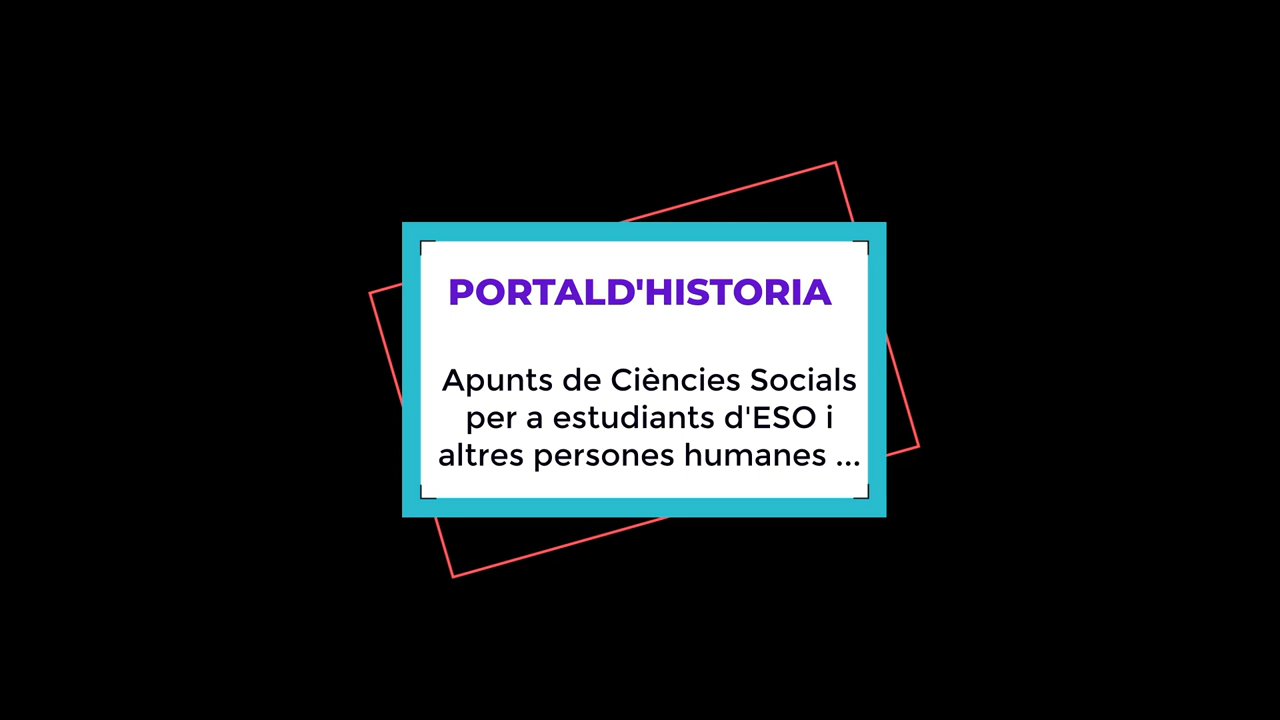 PORTALD'HISTORIA
Apunts de Ciències Socials
per a estudiants d'ESO i
altres persones humanes ...